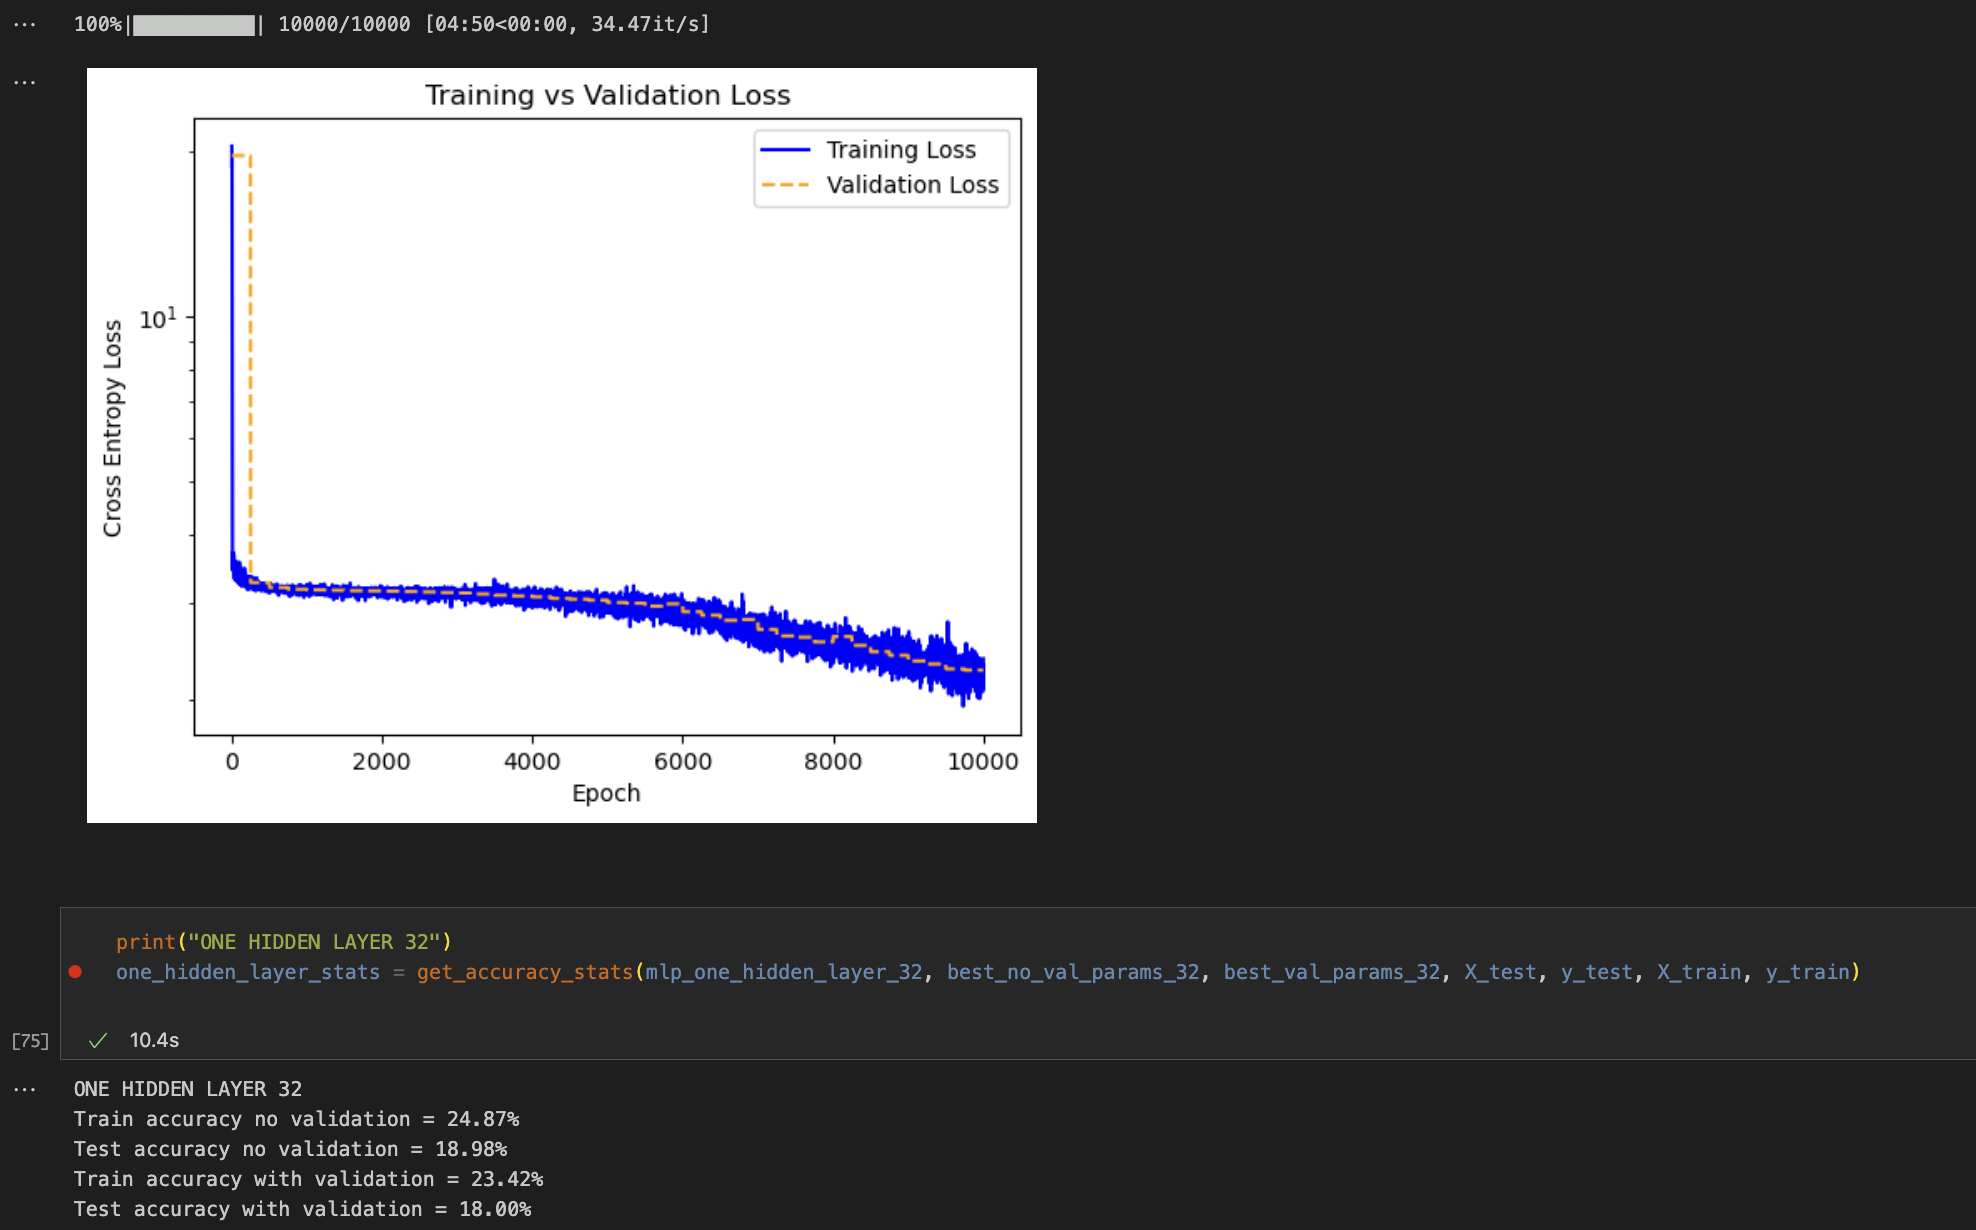 100%|██████████| 10000/10000 [04:50<00:00, 34.47it/s]
Training vs Validation Loss
Training Loss
Validation Loss
10¹
Cross Entropy Loss
0 2000 4000 6000 8000 10000
Epoch
print("ONE HIDDEN LAYER 32")
one_hidden_layer_stats = get_accuracy_stats(mlp_one_hidden_layer_32, best_no_val_params_32, best_val_params_32, X_test, y_test, X_train, y_train)
[75] ✓ 10.4s
ONE HIDDEN LAYER 32
Train accuracy no validation = 24.87%
Test accuracy no validation = 18.98%
Train accuracy with validation = 23.42%
Test accuracy with validation = 18.00%